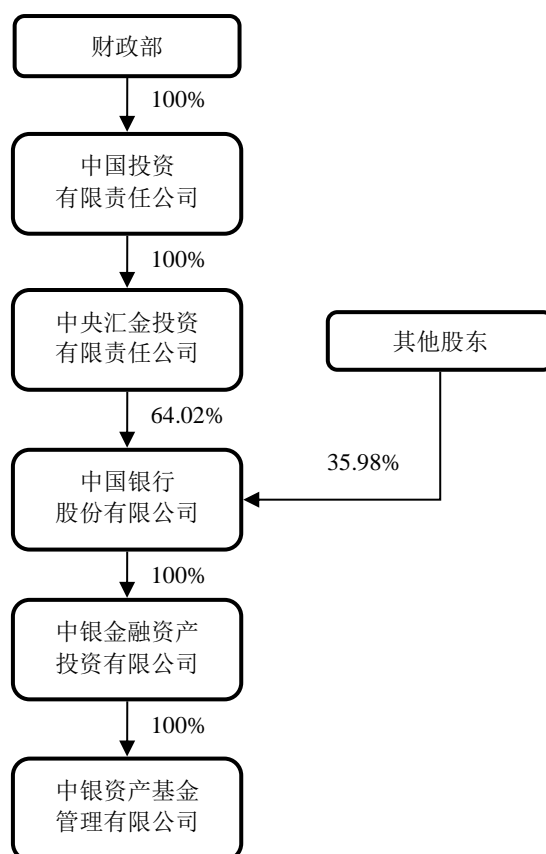 财政部
100%
中国投资
有限责任公司
100%
中央汇金投资
有限责任公司
其他股东
64.02%
35.98%
中国银行
股份有限公司
100%
中银金融资产
投资有限公司
100%
中银资产基金
管理有限公司